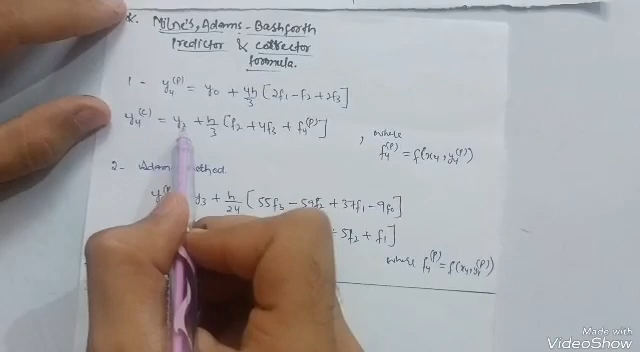 Milne's, Adams-Bashforth
Predictor & corrector
formula.
1 - y₄⁽ᴾ⁾ = y₀ + 4h/3 [2f₁ - f₂ + 2f₃]
y₄⁽ᶜ⁾ = y₂ + h/3 [f₂ + 4f₃ + f₄⁽ᴾ⁾] , where
f₄⁽ᴾ⁾ = f(x₄, y₄⁽ᴾ⁾)
2 - Adam method.
y₃ + h/24 [55f₃ - 59f₂ + 37f₁ - 9f₀]
5f₂ + f₁]
where f₄⁽ᴾ⁾ = f(x₄, y₄⁽ᴾ⁾)
Made with
VideoShow